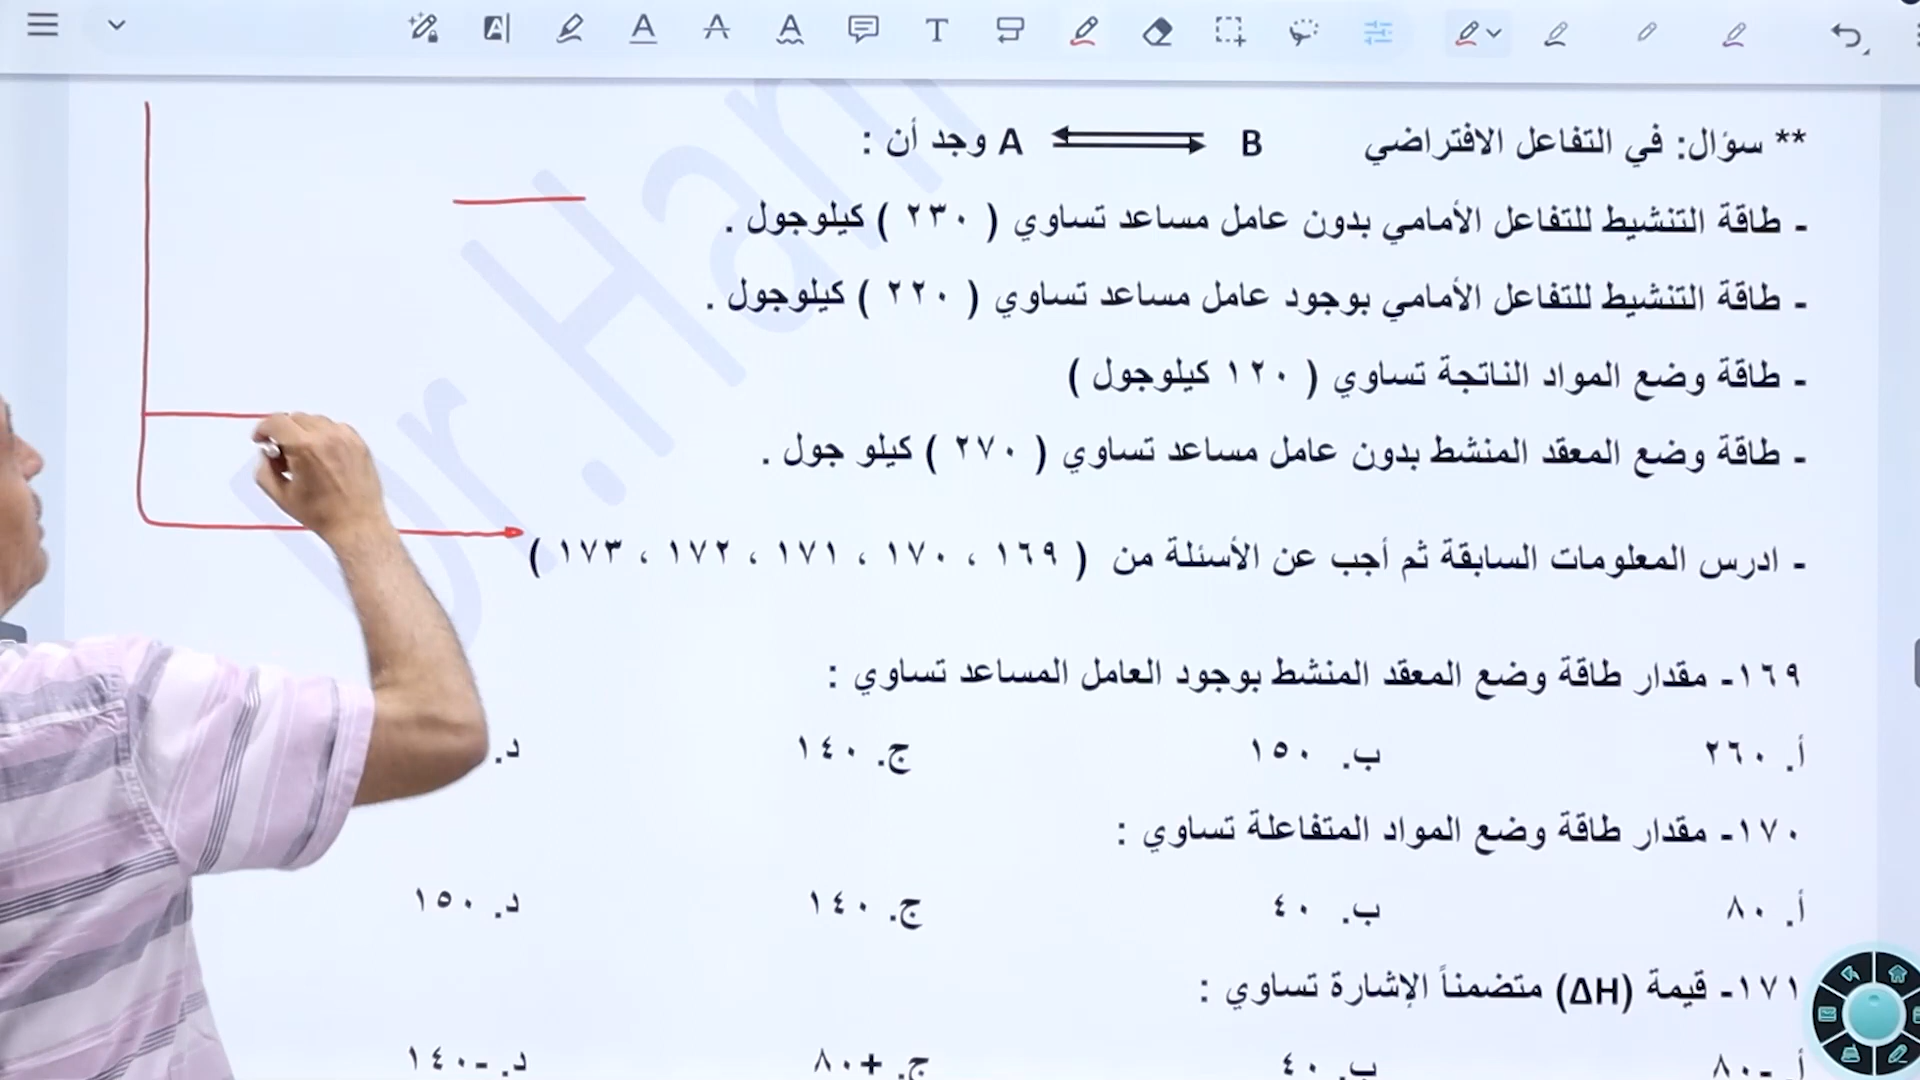 ** سؤال: في التفاعل الافتراضي B A وجد أن :
- طاقة التنشيط للتفاعل الأمامي بدون عامل مساعد تساوي ( ٢٣٠ ) كيلوجول .
- طاقة التنشيط للتفاعل الأمامي بوجود عامل مساعد تساوي ( ٢٢٠ ) كيلوجول .
- طاقة وضع المواد الناتجة تساوي ( ١٢٠ كيلوجول )
- طاقة وضع المعقد المنشط بدون عامل مساعد تساوي ( ٢٧٠ ) كيلو جول .
- ادرس المعلومات السابقة ثم أجب عن الأسئلة من ( ١٦٩ ، ١٧٠ ، ١٧١ ، ١٧٢ ، ١٧٣ )
١٦٩- مقدار طاقة وضع المعقد المنشط بوجود العامل المساعد تساوي :
أ. ٢٦٠ ب. ١٥٠ ج. ١٤٠ د.
١٧٠- مقدار طاقة وضع المواد المتفاعلة تساوي :
أ. ٨٠ ب. ٤٠ ج. ١٤٠ د. ١٥٠
١٧١- قيمة (ΔH) متضمناً الإشارة تساوي :
أ. -٨٠ ب. ٤٠ ج. +٨٠ د. -١٤٠
Dr.Hani